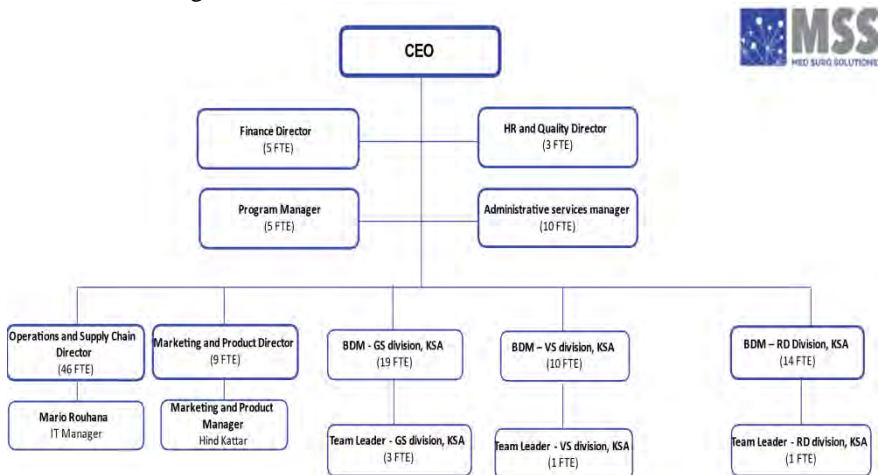 MSS
MED SURG SOLUTIONS
CEO
Finance Director
(5 FTE)
HR and Quality Director
(3 FTE)
Program Manager
(5 FTE)
Administrative services manager
(10 FTE)
Operations and Supply Chain
Director
(46 FTE)
Marketing and Product Director
(9 FTE)
BDM - GS division, KSA
(19 FTE)
BDM – VS division, KSA
(10 FTE)
BDM – RD Division, KSA
(14 FTE)
Mario Rouhana
IT Manager
Marketing and Product
Manager
Hind Kattar
Team Leader - GS division, KSA
(3 FTE)
Team Leader - VS division, KSA
(1 FTE)
Team Leader - RD division, KSA
(1 FTE)